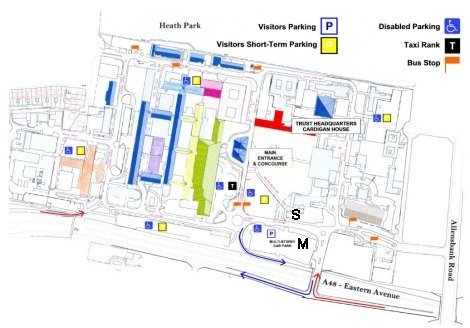 Heath Park
Visitors Parking P
Visitors Short-Term Parking P
Disabled Parking
Taxi Rank T
Bus Stop
TRUST HEADQUARTERS
CARDIGAN HOUSE
MAIN
ENTRANCE
& CONCOURSE
T
S
P
MULTI-STOREY
CAR PARK
M
A48 - Eastern Avenue
Allensbank Road